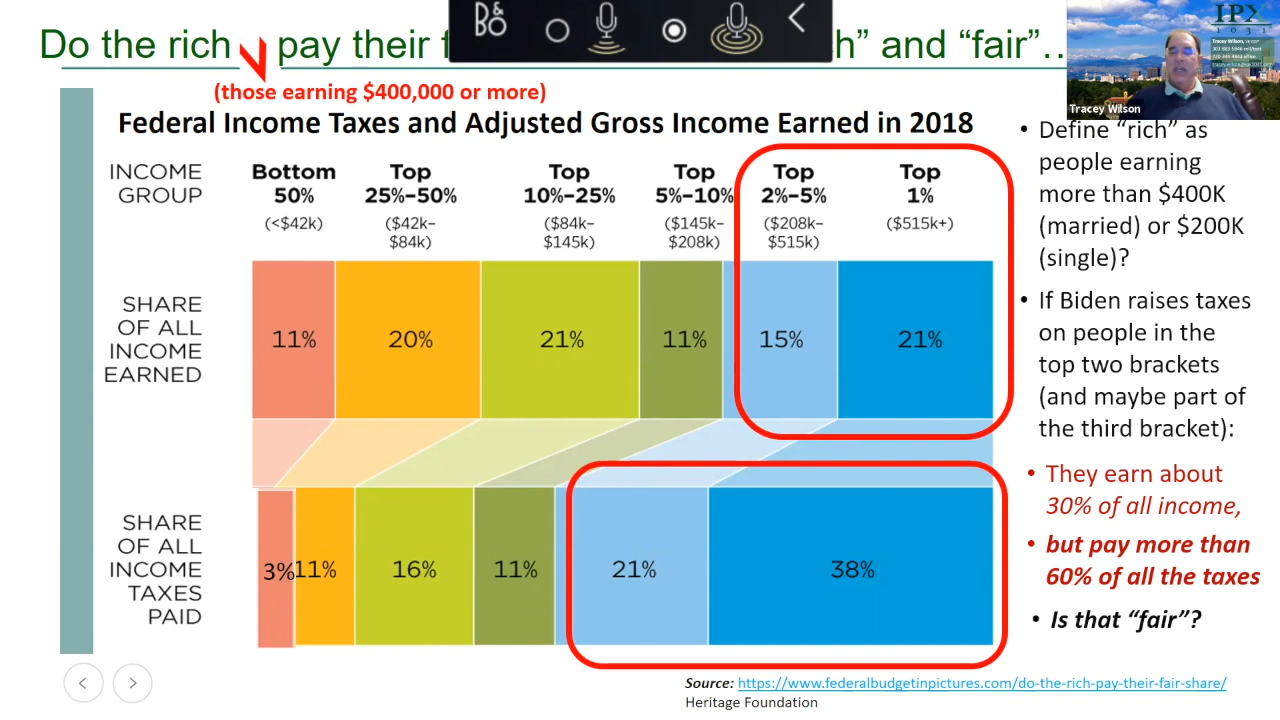 Do the rich pay their f
h” and “fair”…
B&O
IPX
1031
Tracey Wilson
(those earning $400,000 or more)
Federal Income Taxes and Adjusted Gross Income Earned in 2018
INCOME
GROUP
Bottom
50%
(<$42k)
Top
25%–50%
($42k–
$84k)
Top
10%–25%
($84k–
$145k)
Top
5%–10%
($145k–
$208k)
Top
2%–5%
($208k–
$515k)
Top
1%
($515k+)
SHARE
OF ALL
INCOME
EARNED
11%
20%
21%
11%
15%
21%
SHARE
OF ALL
INCOME
TAXES
PAID
3%
11%
16%
11%
21%
38%
• Define “rich” as
people earning
more than $400K
(married) or $200K
(single)?
• If Biden raises taxes
on people in the
top two brackets
(and maybe part of
the third bracket):
• They earn about
30% of all income,
• but pay more than
60% of all the taxes
• Is that “fair”?
Source: https://www.federalbudgetinpictures.com/do-the-rich-pay-their-fair-share/
Heritage Foundation
Tracey Wilson